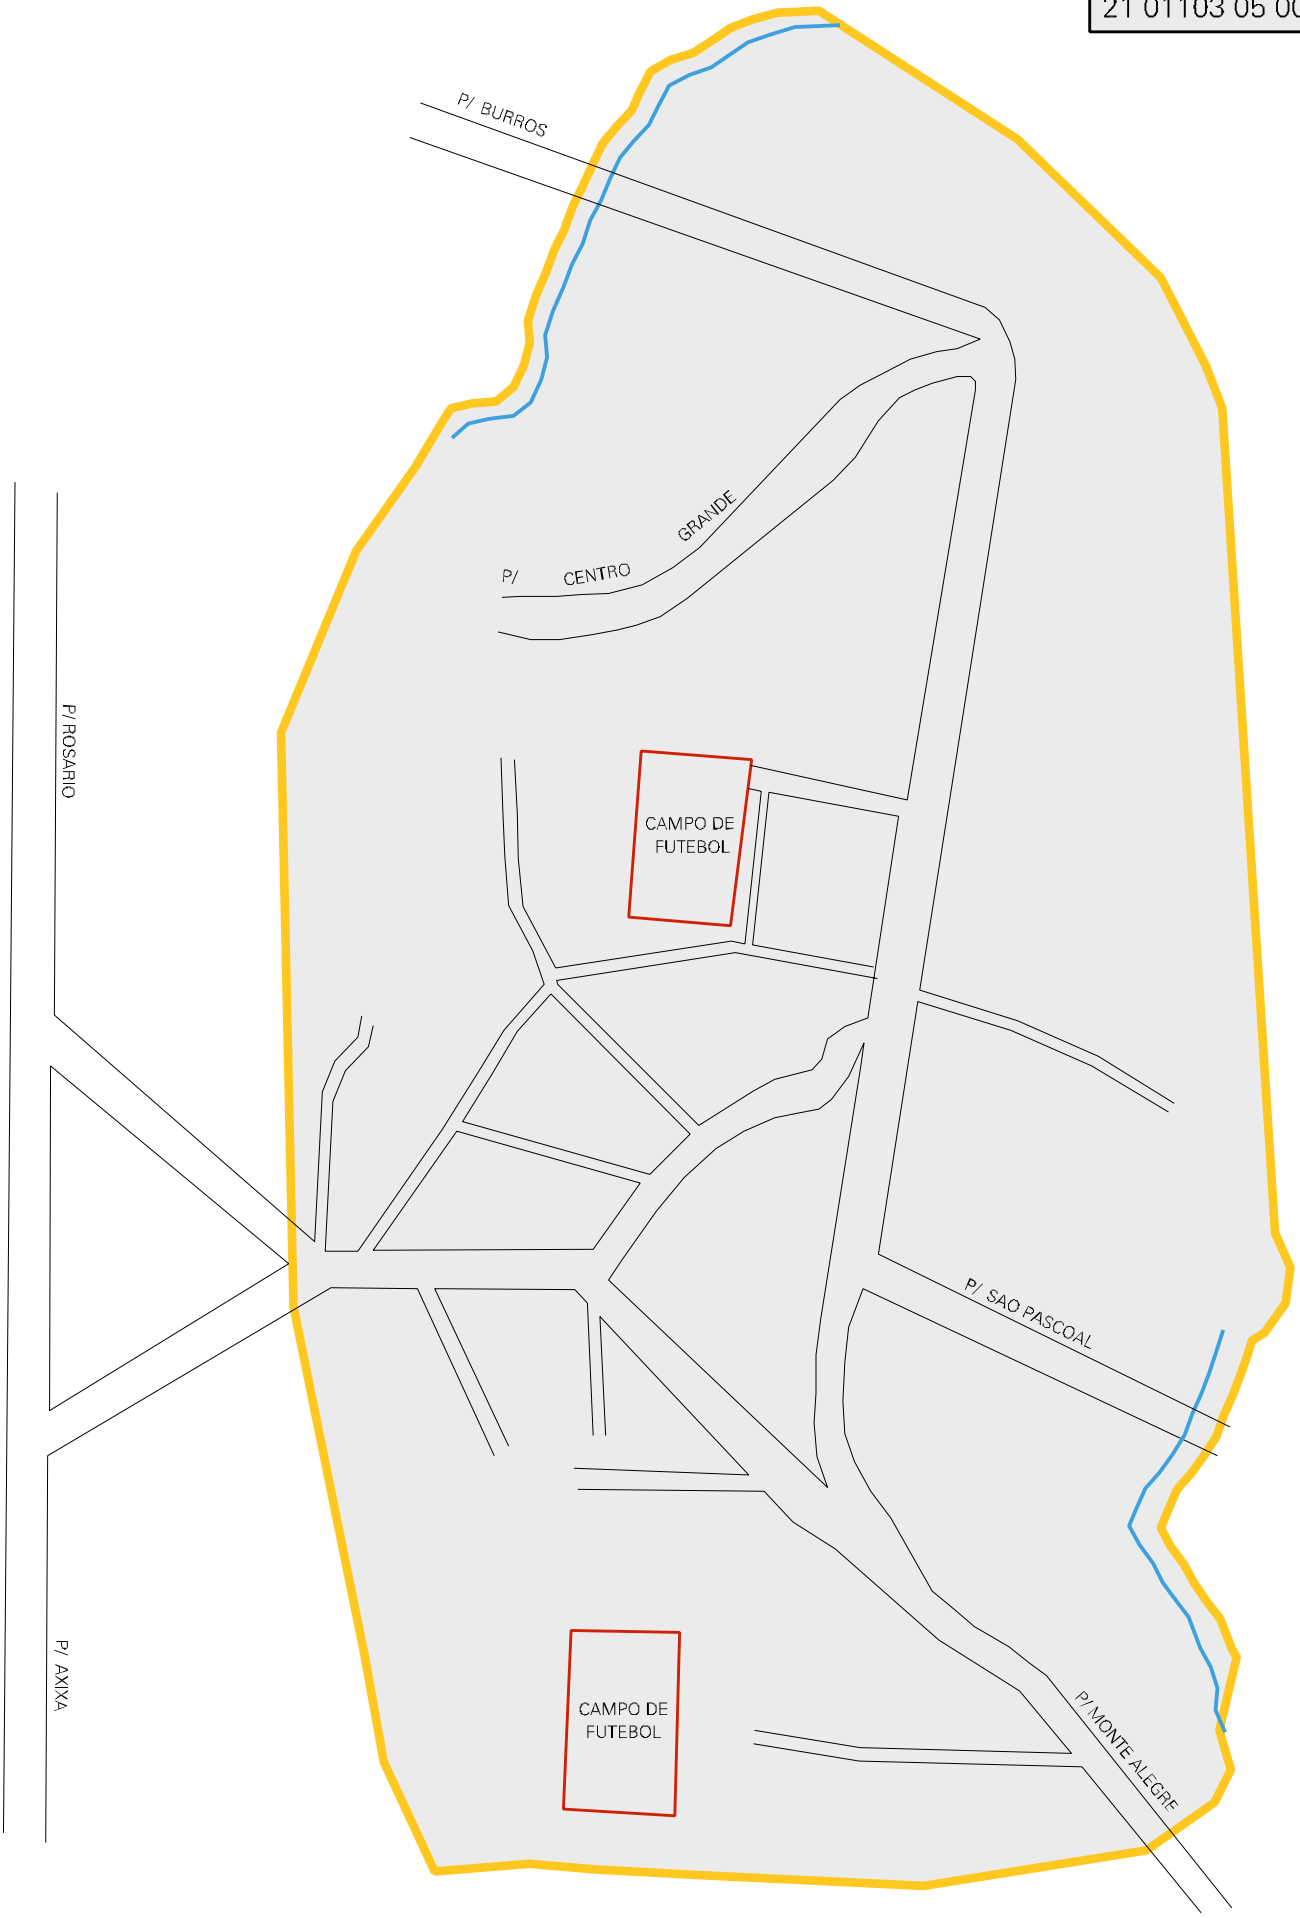 21 01103 05 00
P/ BURROS
GRANDE
P/ CENTRO
P/ ROSARIO
CAMPO DE
FUTEBOL
P/ SAO PASCOAL
P/ AXIXA
CAMPO DE
FUTEBOL
P/ MONTE ALEGRE